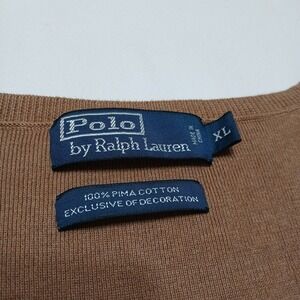 Polo
by Ralph Lauren
MADE IN
CHINA
XL
100% PIMA COTTON
EXCLUSIVE OF DECORATION